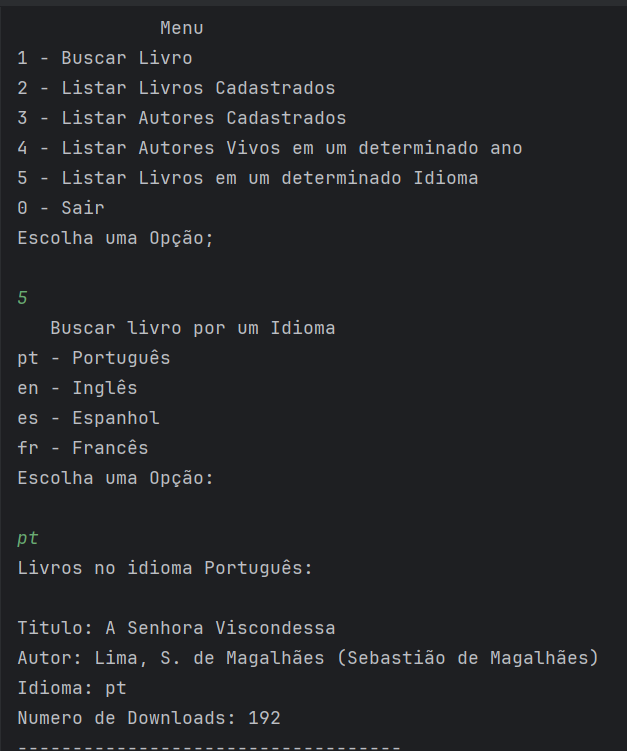 Menu
1 - Buscar Livro
2 - Listar Livros Cadastrados
3 - Listar Autores Cadastrados
4 - Listar Autores Vivos em um determinado ano
5 - Listar Livros em um determinado Idioma
0 - Sair
Escolha uma Opção;
5
Buscar livro por um Idioma
pt - Português
en - Inglês
es - Espanhol
fr - Francês
Escolha uma Opção:
pt
Livros no idioma Português:
Titulo: A Senhora Viscondessa
Autor: Lima, S. de Magalhães (Sebastião de Magalhães)
Idioma: pt
Numero de Downloads: 192
-----------------------------------